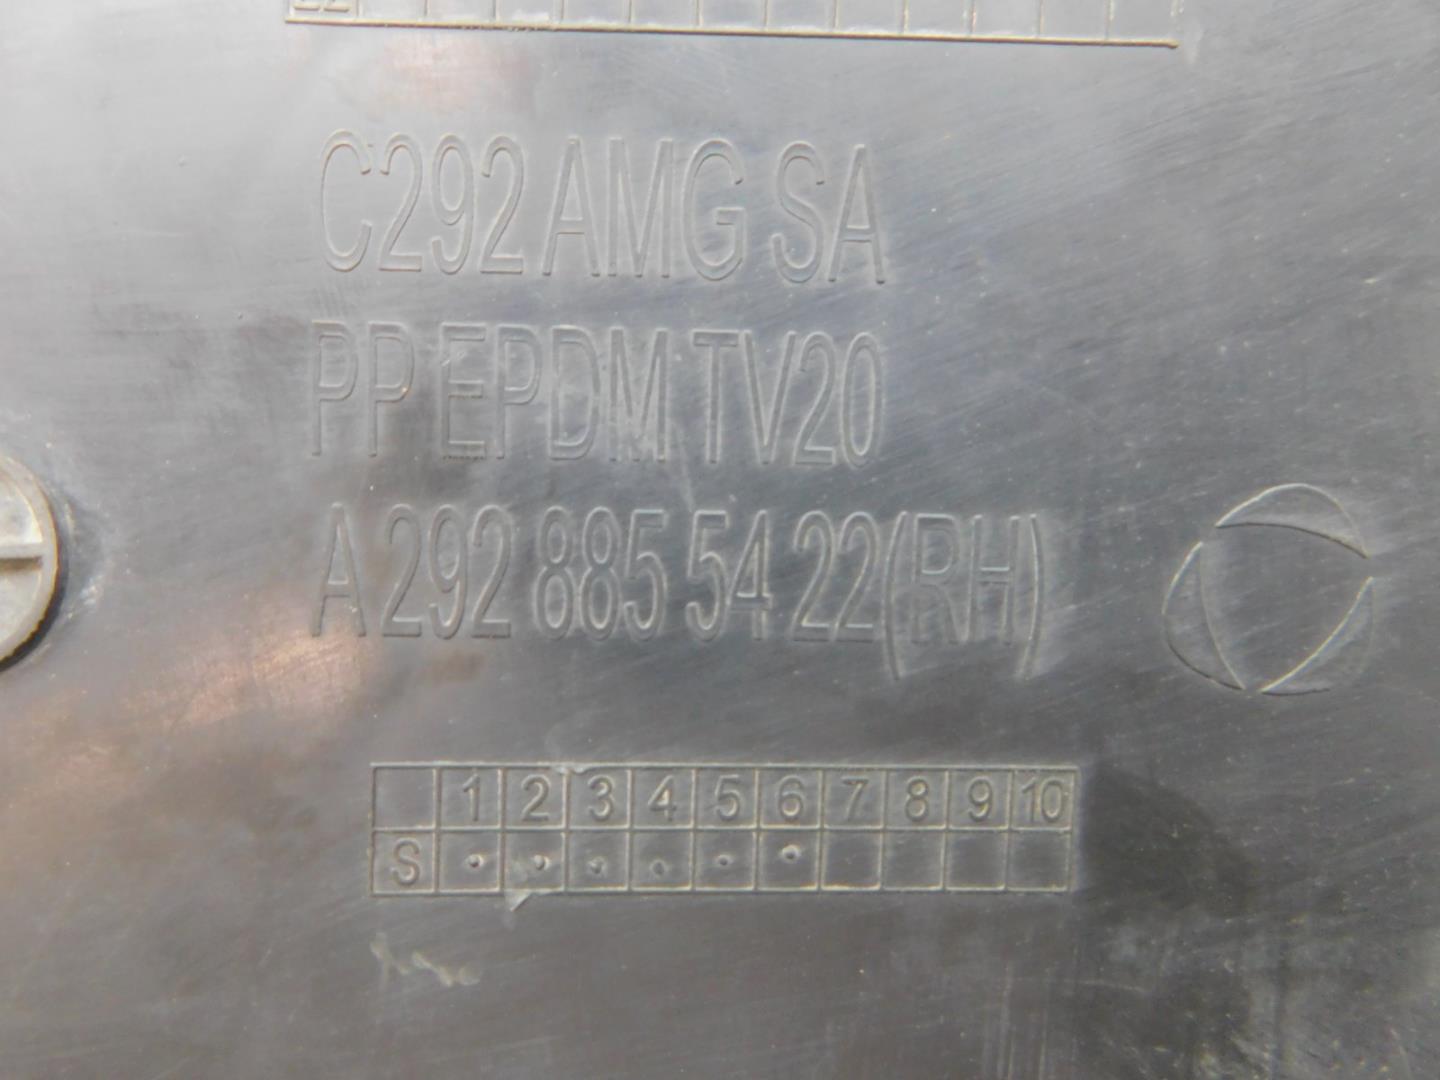 22
C292 AMG SA
PP EPDM TV20
A 292 885 54 22 (RH)
1 2 3 4 5 6 7 8 9 10
S